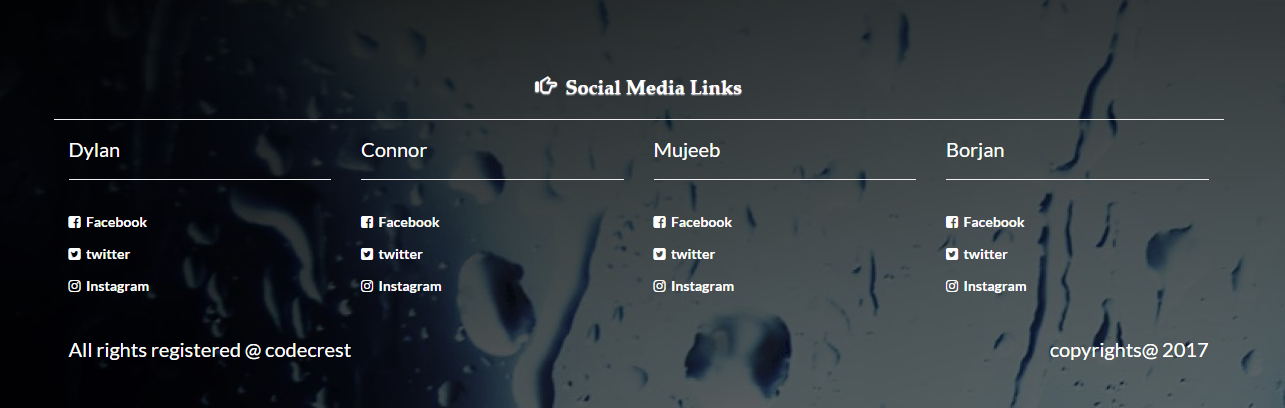 Social Media Links
Dylan Connor Mujeeb Borjan
Facebook Facebook Facebook Facebook
twitter twitter twitter twitter
Instagram Instagram Instagram Instagram
All rights registered @ codecrest copyrights@ 2017